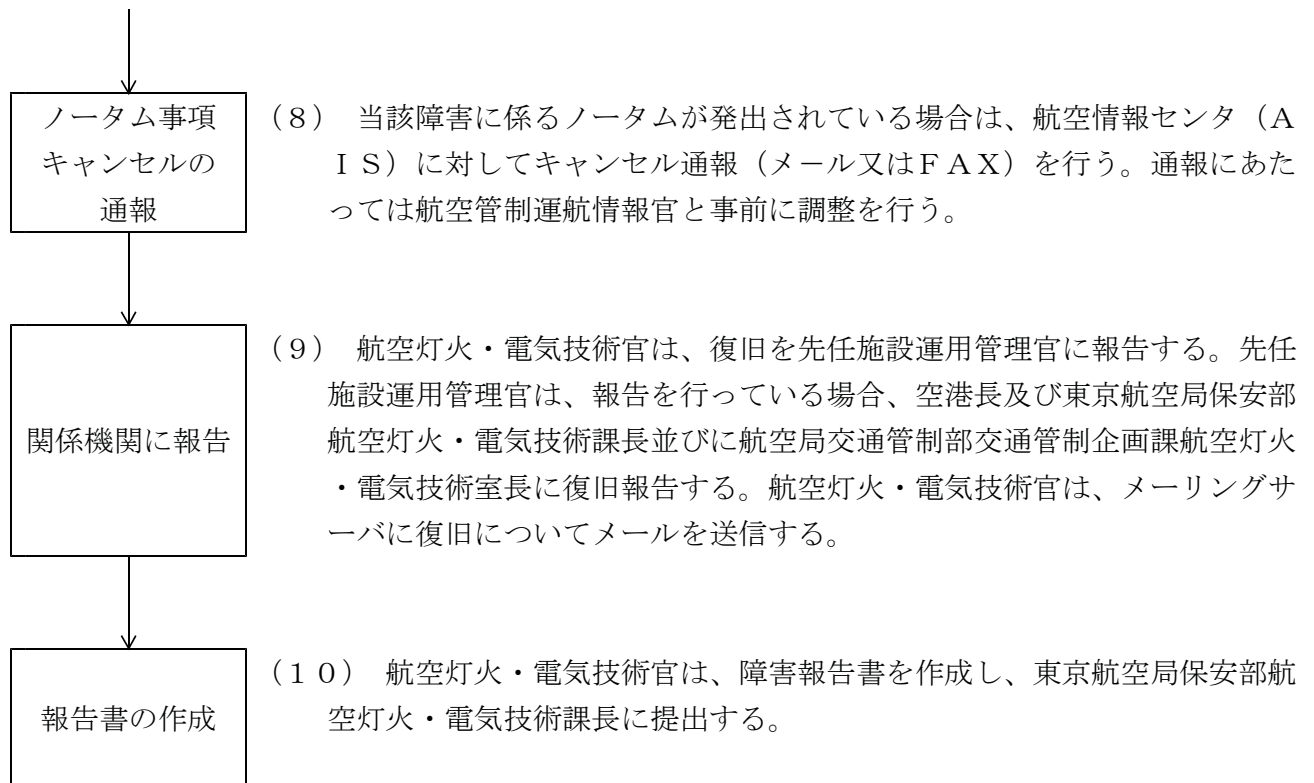 ノータム事項
キャンセルの
通報
（８）　当該障害に係るノータムが発出されている場合は、航空情報センタ（Ａ
ＩＳ）に対してキャンセル通報（メール又はＦＡＸ）を行う。通報にあた
っては航空管制運航情報官と事前に調整を行う。
関係機関に報告
（９）　航空灯火・電気技術官は、復旧を先任施設運用管理官に報告する。先任
施設運用管理官は、報告を行っている場合、空港長及び東京航空局保安部
航空灯火・電気技術課長並びに航空局交通管制部交通管制企画課航空灯火
・電気技術室長に復旧報告する。航空灯火・電気技術官は、メーリングサ
ーバに復旧についてメールを送信する。
報告書の作成
（１０）　航空灯火・電気技術官は、障害報告書を作成し、東京航空局保安部航
空灯火・電気技術課長に提出する。